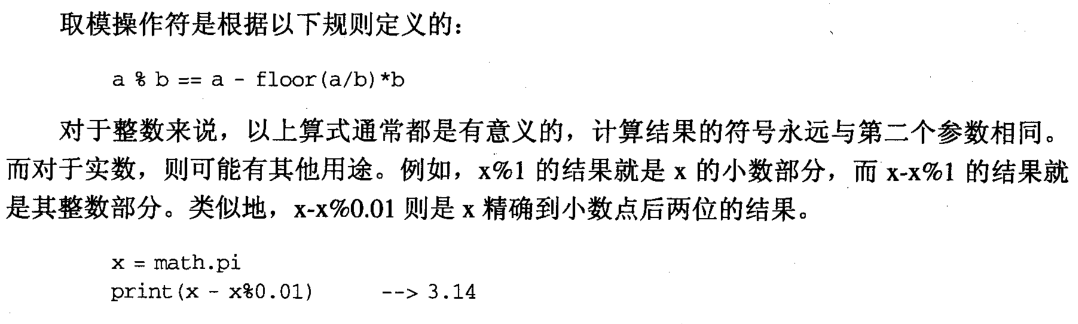 取模操作符是根据以下规则定义的：
a % b == a - floor(a/b)*b
对于整数来说，以上算式通常都是有意义的，计算结果的符号永远与第二个参数相同。
而对于实数，则可能有其他用途。例如，x%1 的结果就是 x 的小数部分，而 x-x%1 的结果就
是其整数部分。类似地，x-x%0.01 则是 x 精确到小数点后两位的结果。
x = math.pi
print(x - x%0.01) --> 3.14